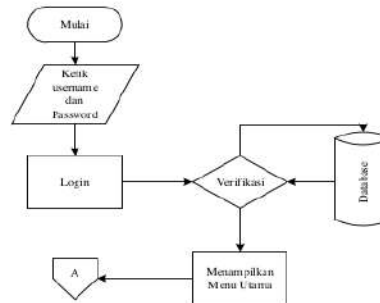 Mulai
Ketik
username
dan
Password
Login
Verifikasi
Database
A
Menampilkan
Menu Utama